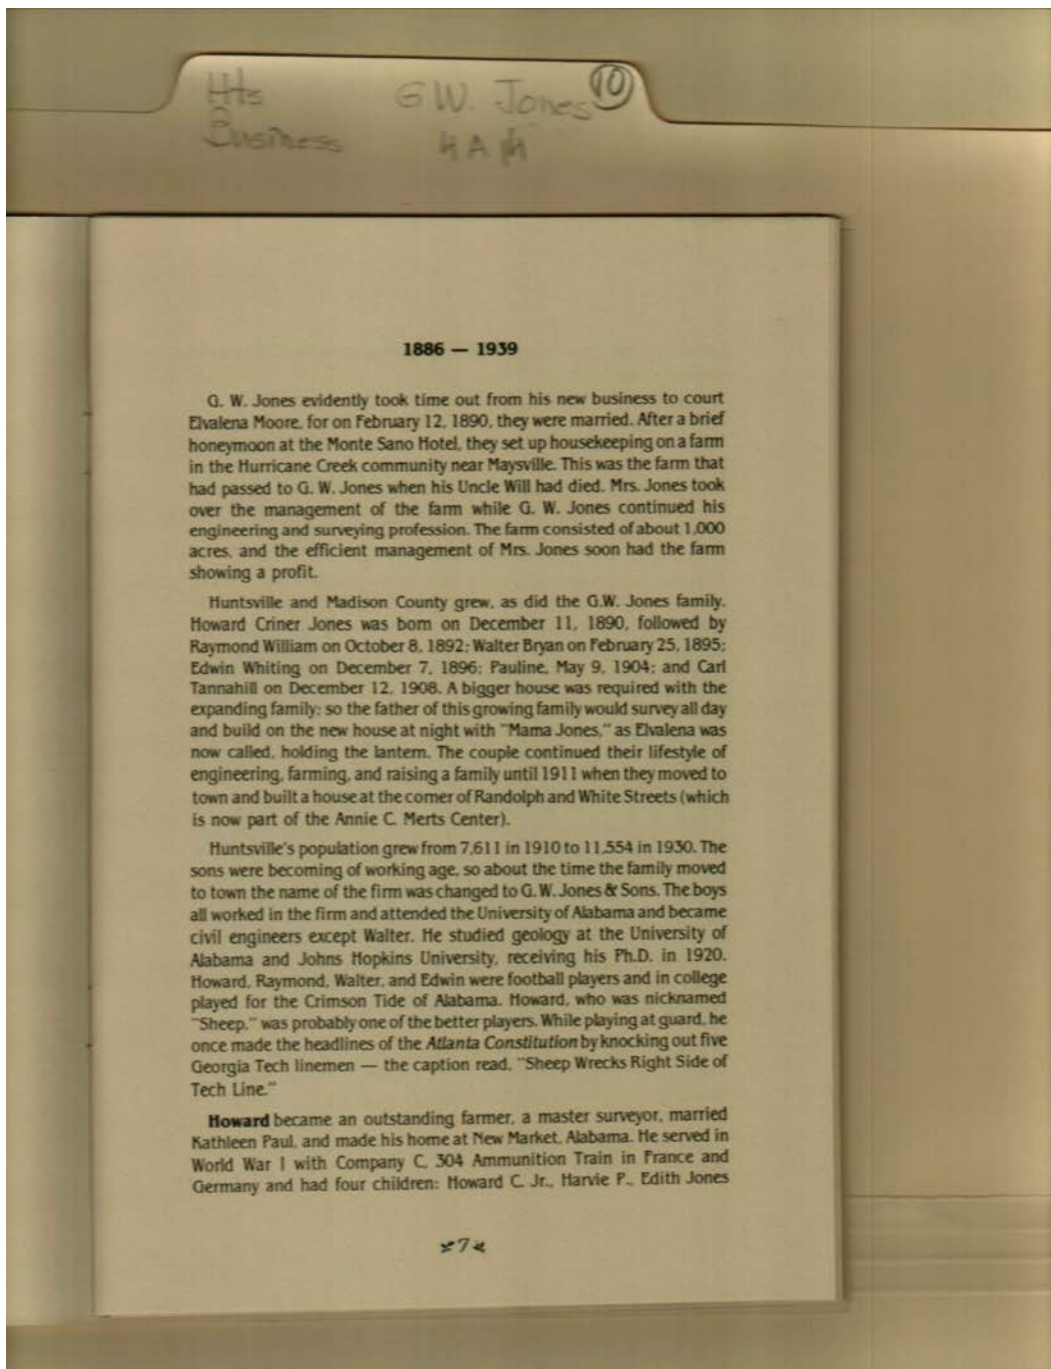 Hts G W. Jones 10
Business
1886 — 1939
G. W. Jones evidently took time out from his new business to court
Elvalena Moore, for on February 12, 1890, they were married. After a brief
honeymoon at the Monte Sano Hotel, they set up housekeeping on a farm
in the Hurricane Creek community near Maysville. This was the farm that
had passed to G. W. Jones when his Uncle Will had died. Mrs. Jones took
over the management of the farm while G. W. Jones continued his
engineering and surveying profession. The farm consisted of about 1,000
acres, and the efficient management of Mrs. Jones soon had the farm
showing a profit.
Huntsville and Madison County grew, as did the G.W. Jones family.
Howard Criner Jones was born on December 11, 1890, followed by
Raymond William on October 8, 1892; Walter Bryan on February 25, 1895;
Edwin Whiting on December 7, 1896; Pauline, May 9, 1904; and Carl
Tannahill on December 12, 1908. A bigger house was required with the
expanding family; so the father of this growing family would survey all day
and build on the new house at night with "Mama Jones," as Elvalena was
now called, holding the lantern. The couple continued their lifestyle of
engineering, farming, and raising a family until 1911 when they moved to
town and built a house at the corner of Randolph and White Streets (which
is now part of the Annie C. Merts Center).
Huntsville's population grew from 7,611 in 1910 to 11,554 in 1930. The
sons were becoming of working age, so about the time the family moved
to town the name of the firm was changed to G. W. Jones & Sons. The boys
all worked in the firm and attended the University of Alabama and became
civil engineers except Walter. He studied geology at the University of
Alabama and Johns Hopkins University, receiving his Ph.D. in 1920.
Howard, Raymond, Walter, and Edwin were football players and in college
played for the Crimson Tide of Alabama. Howard, who was nicknamed
"Sheep," was probably one of the better players. While playing at guard, he
once made the headlines of the Atlanta Constitution by knocking out five
Georgia Tech linemen — the caption read, "Sheep Wrecks Right Side of
Tech Line."
Howard became an outstanding farmer, a master surveyor, married
Kathleen Paul, and made his home at New Market, Alabama. He served in
World War I with Company C, 304 Ammunition Train in France and
Germany and had four children: Howard C. Jr., Harvie P., Edith Jones
7